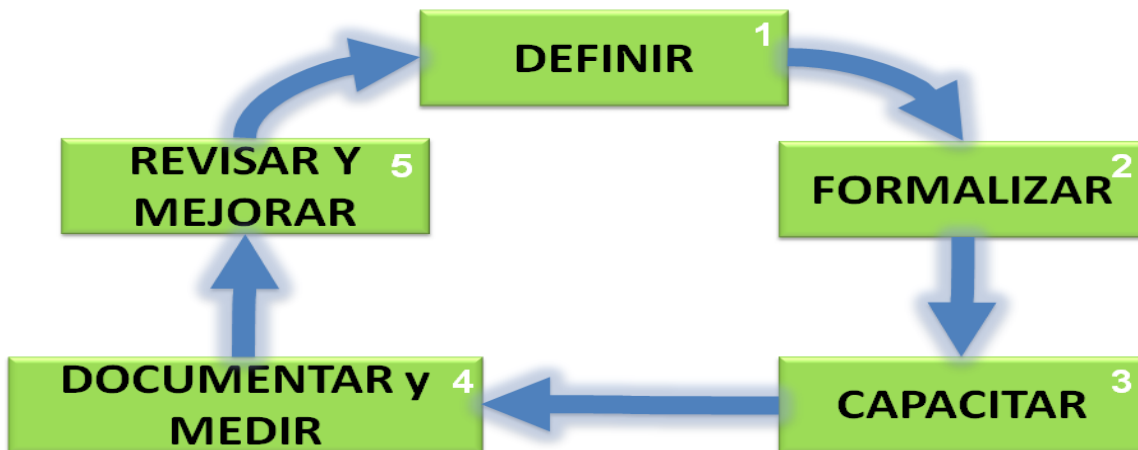 DEFINIR 1
FORMALIZAR 2
CAPACITAR 3
DOCUMENTAR y 4
MEDIR
REVISAR Y 5
MEJORAR